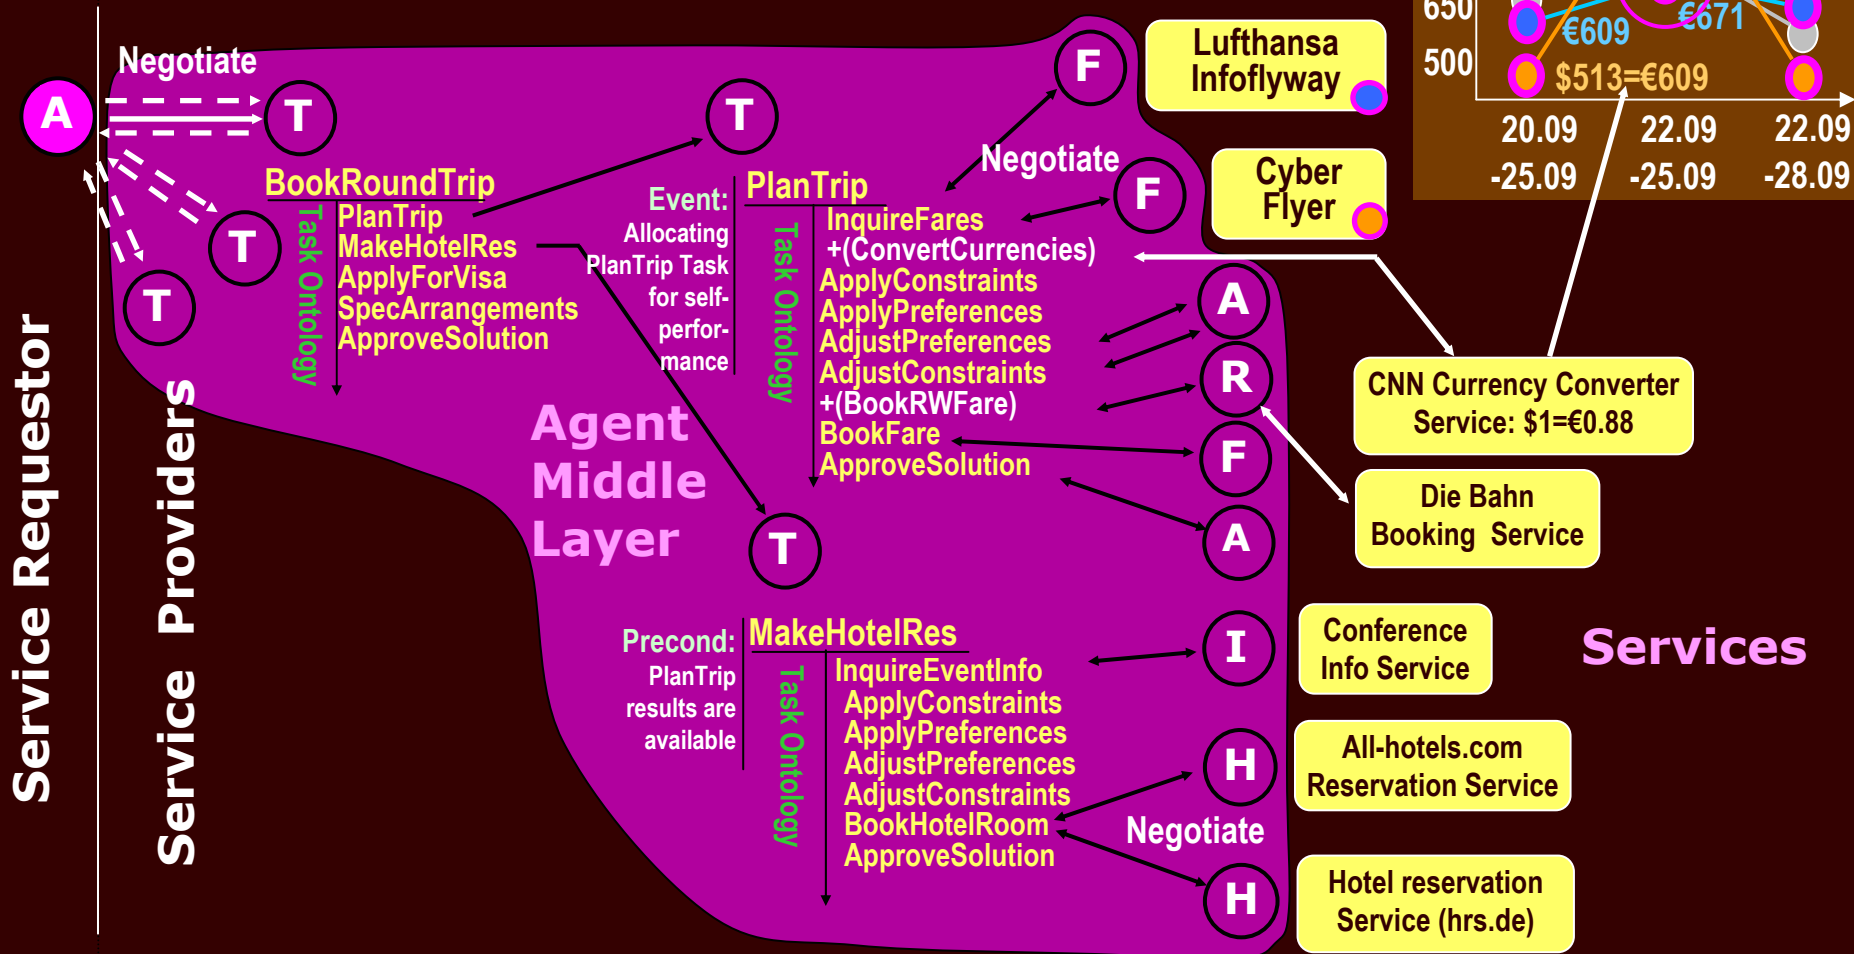 Service Requestor
Service Providers
A
Negotiate
T
T
T
BookRoundTrip
Task Ontology
PlanTrip
MakeHotelRes
ApplyForVisa
SpecArrangements
ApproveSolution
Agent
Middle
Layer
T
Event:
Allocating
PlanTrip Task
for self-
perfor-
mance
PlanTrip
Task Ontology
InquireFares
+(ConvertCurrencies)
ApplyConstraints
ApplyPreferences
AdjustPreferences
AdjustConstraints
+(BookRWFare)
BookFare
ApproveSolution
T
Precond:
PlanTrip
results are
available
MakeHotelRes
Task Ontology
InquireEventInfo
ApplyConstraints
ApplyPreferences
AdjustPreferences
AdjustConstraints
BookHotelRoom
ApproveSolution
Negotiate
F
F
A
R
F
A
I
H
Negotiate
H
Lufthansa
Infoflyway
Cyber
Flyer
650
500
€609
€671
$513=€609
20.09
-25.09
22.09
-25.09
22.09
-28.09
CNN Currency Converter
Service: $1=€0.88
Die Bahn
Booking Service
Conference
Info Service
Services
All-hotels.com
Reservation Service
Hotel reservation
Service (hrs.de)